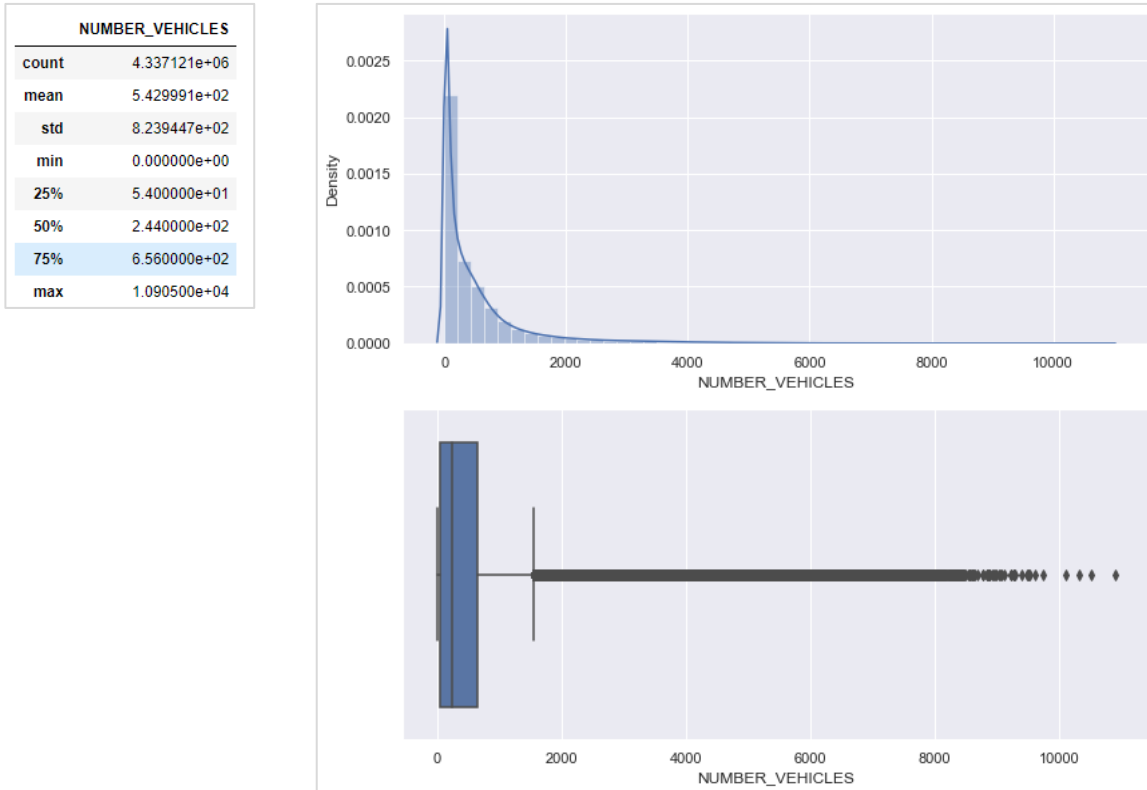 NUMBER_VEHICLES
count 4.337121e+06
mean 5.429991e+02
std 8.239447e+02
min 0.000000e+00
25% 5.400000e+01
50% 2.440000e+02
75% 6.560000e+02
max 1.090500e+04
0.0025
0.0020
0.0015
0.0010
0.0005
0.0000
Density
0 2000 4000 6000 8000 10000
NUMBER_VEHICLES
0 2000 4000 6000 8000 10000
NUMBER_VEHICLES